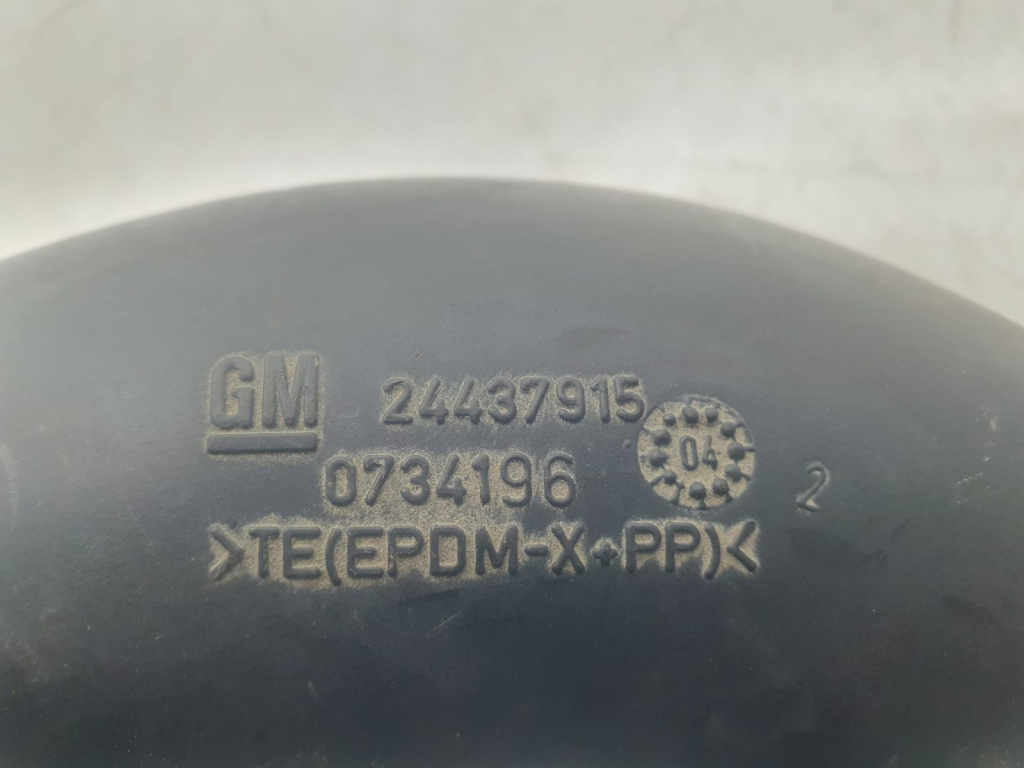 GM 24437915
0734196 04 2
>TE(EPDM-X+PP)<